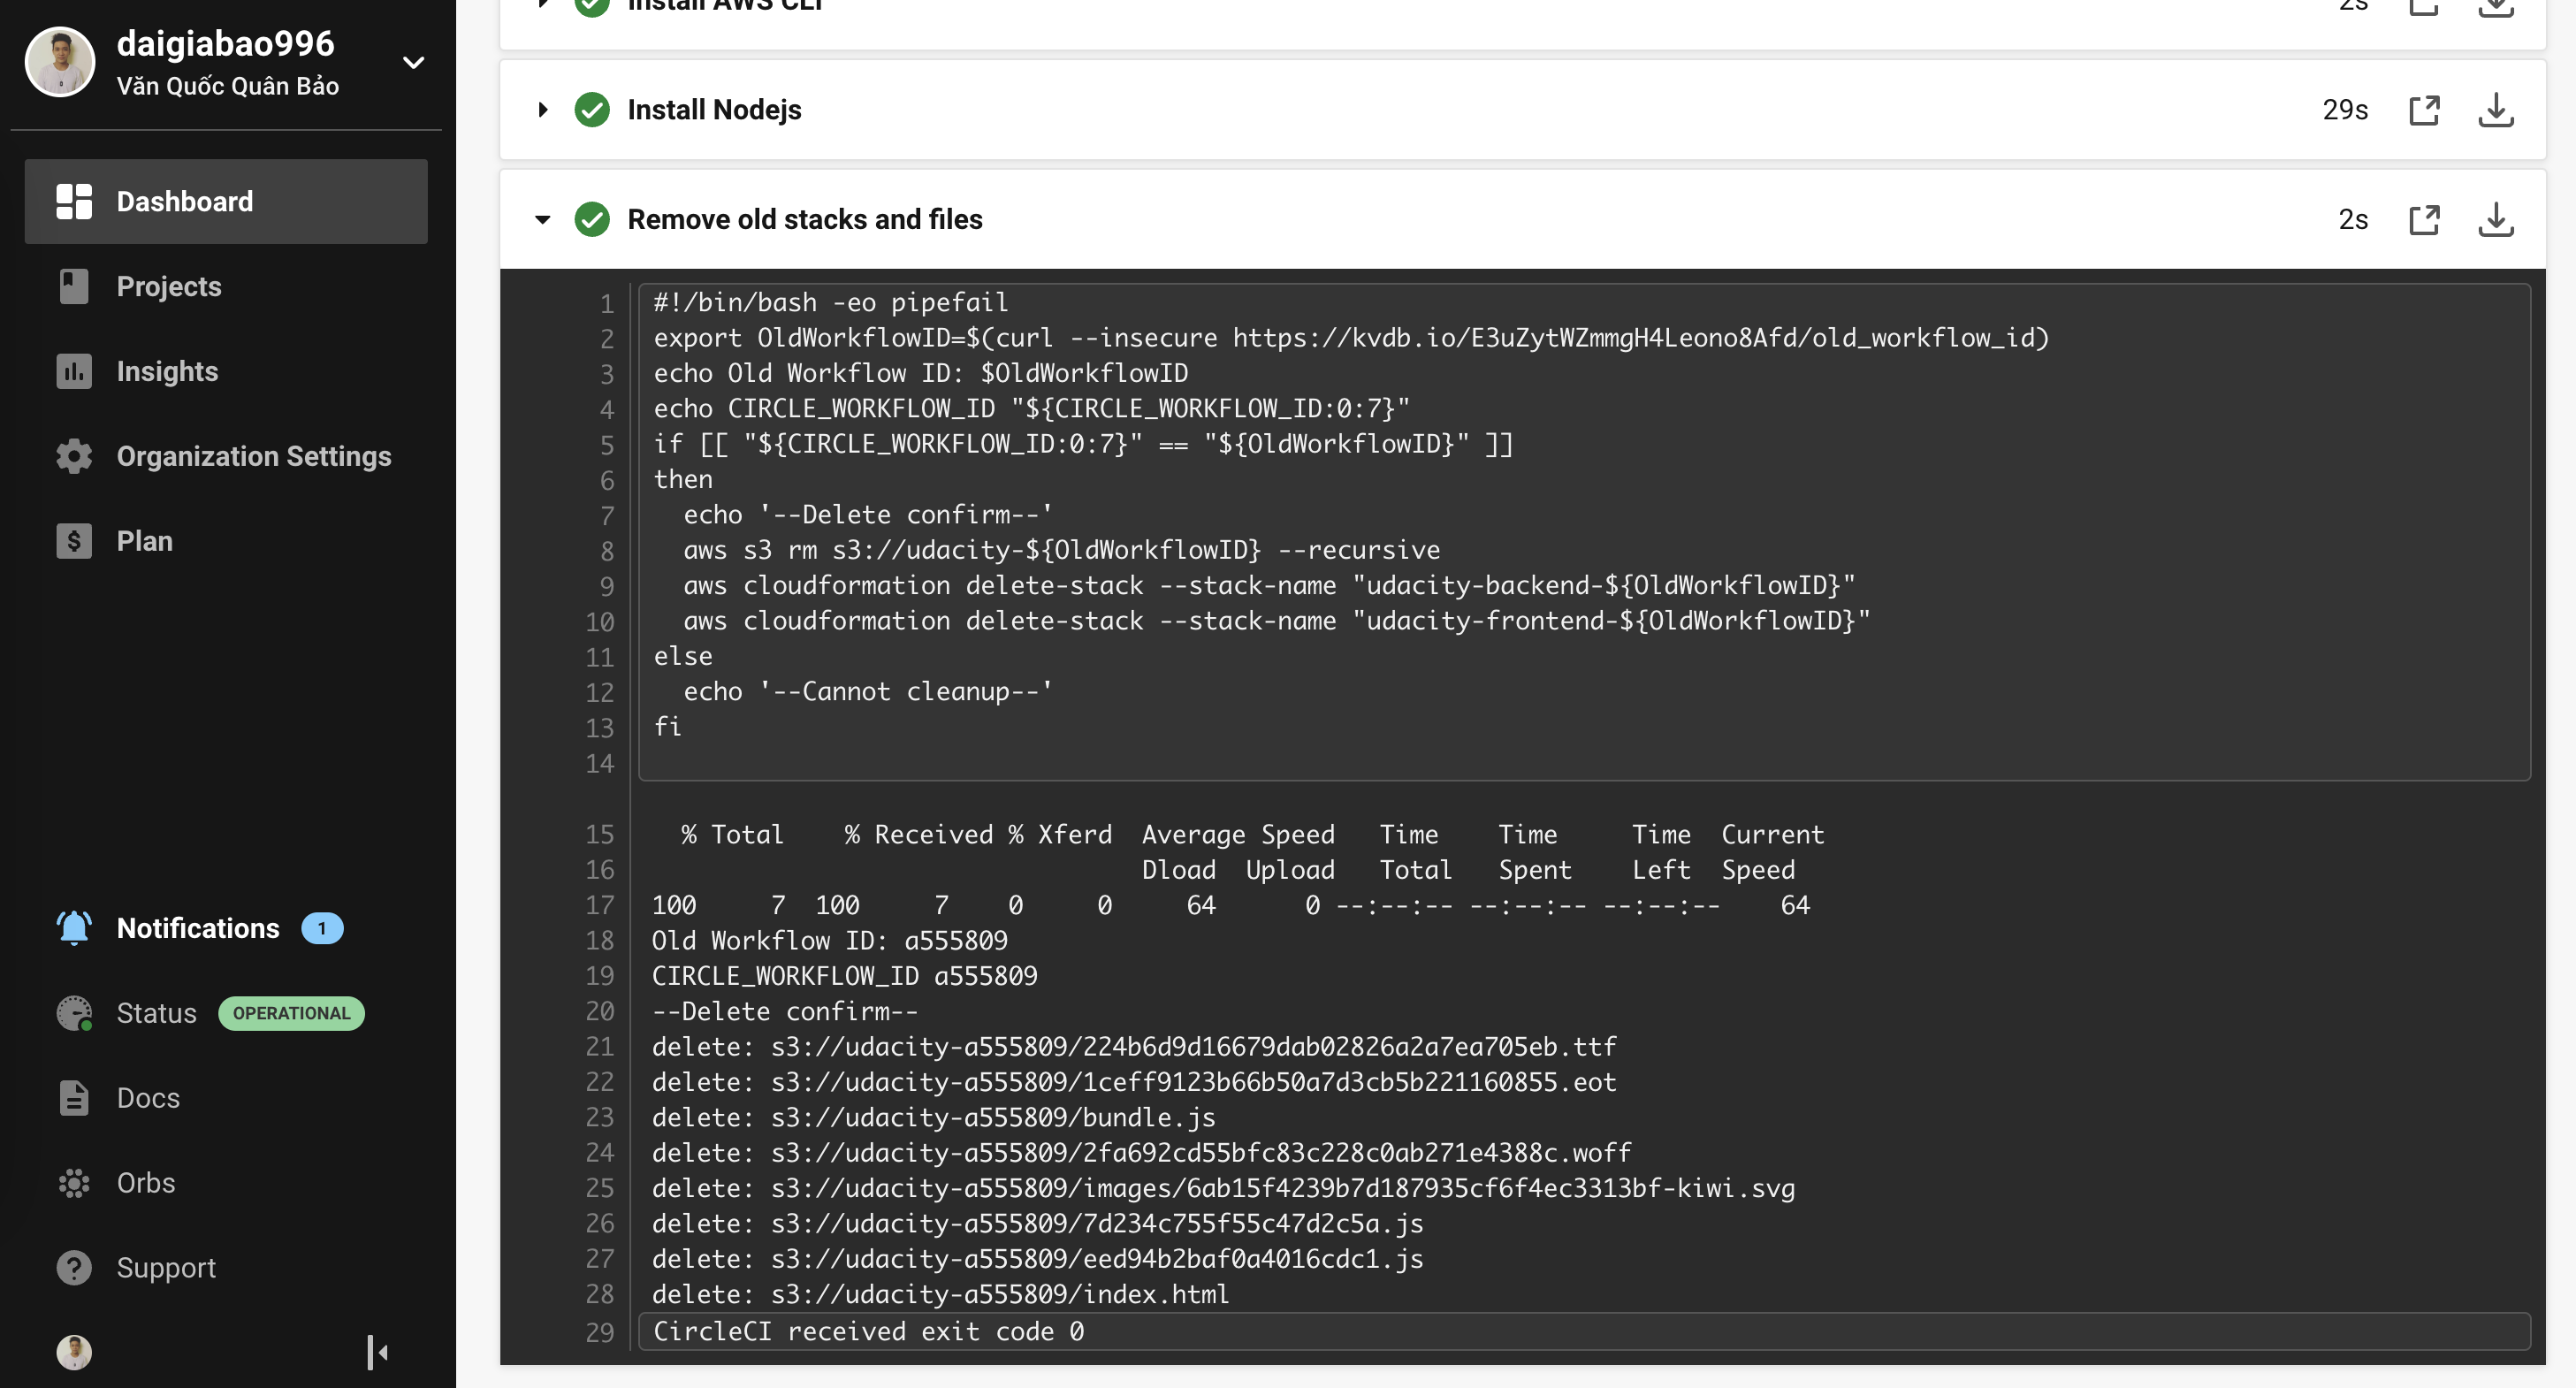 daigiabao996
Văn Quốc Quân Bảo
Dashboard
Projects
Insights
Organization Settings
Plan
Notifications 1
Status OPERATIONAL
Docs
Orbs
Support
Install AWS CLI 2s
Install Nodejs 29s
Remove old stacks and files 2s
1 #!/bin/bash -eo pipefail
2 export OldWorkflowID=$(curl --insecure https://kvdb.io/E3uZytWZmmgH4Leono8Afd/old_workflow_id)
3 echo Old Workflow ID: $OldWorkflowID
4 echo CIRCLE_WORKFLOW_ID "${CIRCLE_WORKFLOW_ID:0:7}"
5 if [[ "${CIRCLE_WORKFLOW_ID:0:7}" == "${OldWorkflowID}" ]]
6 then
7   echo '--Delete confirm--'
8   aws s3 rm s3://udacity-${OldWorkflowID} --recursive
9   aws cloudformation delete-stack --stack-name "udacity-backend-${OldWorkflowID}"
10   aws cloudformation delete-stack --stack-name "udacity-frontend-${OldWorkflowID}"
11 else
12   echo '--Cannot cleanup--'
13 fi
14
15   % Total    % Received % Xferd  Average Speed   Time    Time     Time  Current
16                                  Dload  Upload   Total   Spent    Left  Speed
17 100     7  100     7    0     0     64      0 --:--:-- --:--:-- --:--:--    64
18 Old Workflow ID: a555809
19 CIRCLE_WORKFLOW_ID a555809
20 --Delete confirm--
21 delete: s3://udacity-a555809/224b6d9d16679dab02826a2a7ea705eb.ttf
22 delete: s3://udacity-a555809/1ceff9123b66b50a7d3cb5b221160855.eot
23 delete: s3://udacity-a555809/bundle.js
24 delete: s3://udacity-a555809/2fa692cd55bfc83c228c0ab271e4388c.woff
25 delete: s3://udacity-a555809/images/6ab15f4239b7d187935cf6f4ec3313bf-kiwi.svg
26 delete: s3://udacity-a555809/7d234c755f55c47d2c5a.js
27 delete: s3://udacity-a555809/eed94b2baf0a4016cdc1.js
28 delete: s3://udacity-a555809/index.html
29 CircleCI received exit code 0